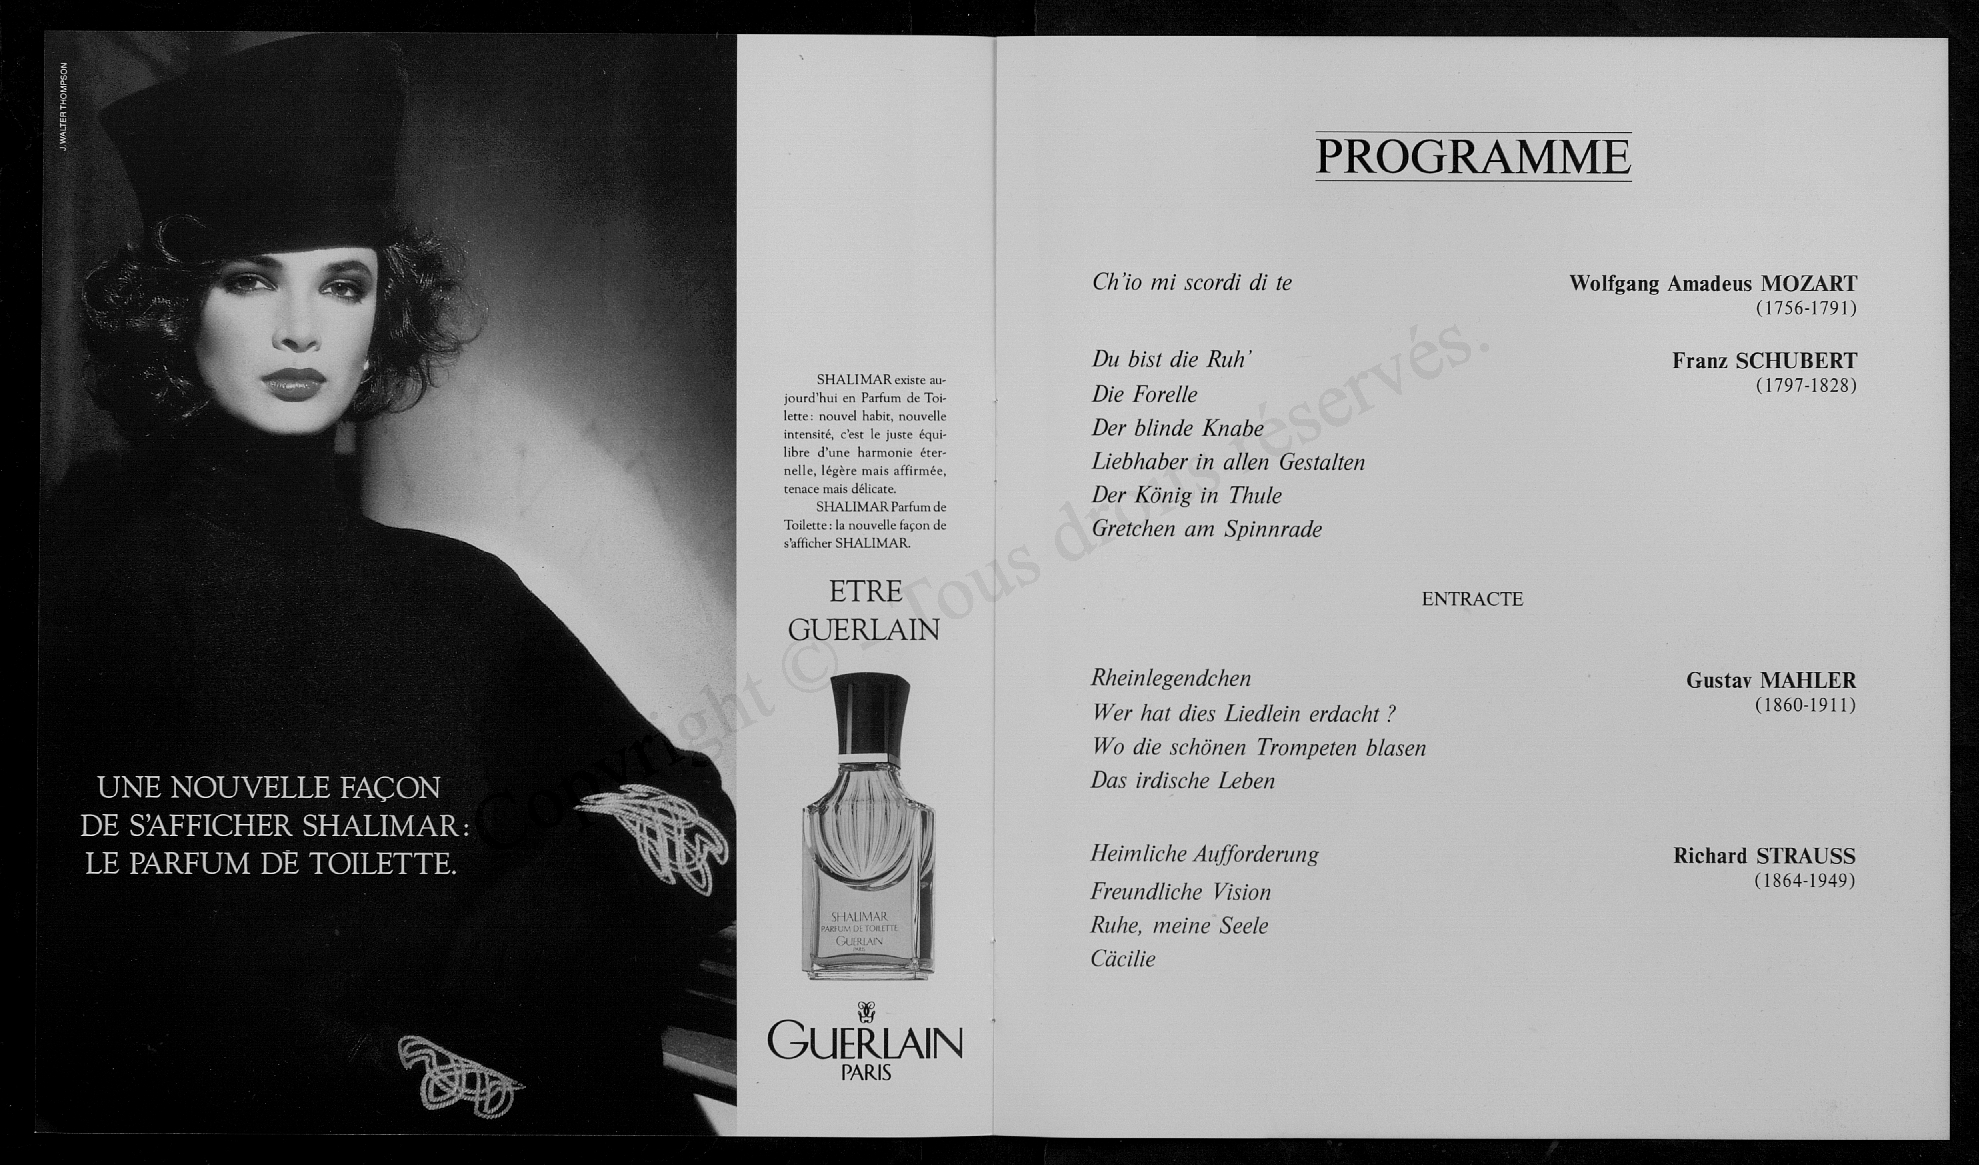 J. WALTER THOMPSON
UNE NOUVELLE FAÇON
DE S'AFFICHER SHALIMAR:
LE PARFUM DE TOILETTE.
SHALIMAR existe au-
jourd'hui en Parfum de Toi-
lette: nouvel habit, nouvelle
intensité, c'est le juste équi-
libre d'une harmonie éter-
nelle, légère mais affirmée,
tenace mais délicate.
SHALIMAR Parfum de
Toilette: la nouvelle façon de
s'afficher SHALIMAR.
ETRE
GUERLAIN
SHALIMAR
PARFUM DE TOILETTE
GUERLAIN
PARIS
GUERLAIN
PARIS
PROGRAMME
Ch'io mi scordi di te Wolfgang Amadeus MOZART
(1756-1791)
Du bist die Ruh' Franz SCHUBERT
(1797-1828)
Die Forelle
Der blinde Knabe
Liebhaber in allen Gestalten
Der König in Thule
Gretchen am Spinnrade
ENTRACTE
Rheinlegendchen Gustav MAHLER
(1860-1911)
Wer hat dies Liedlein erdacht ?
Wo die schönen Trompeten blasen
Das irdische Leben
Heimliche Aufforderung Richard STRAUSS
(1864-1949)
Freundliche Vision
Ruhe, meine Seele
Cäcilie
Copyright © Tous droits réservés.